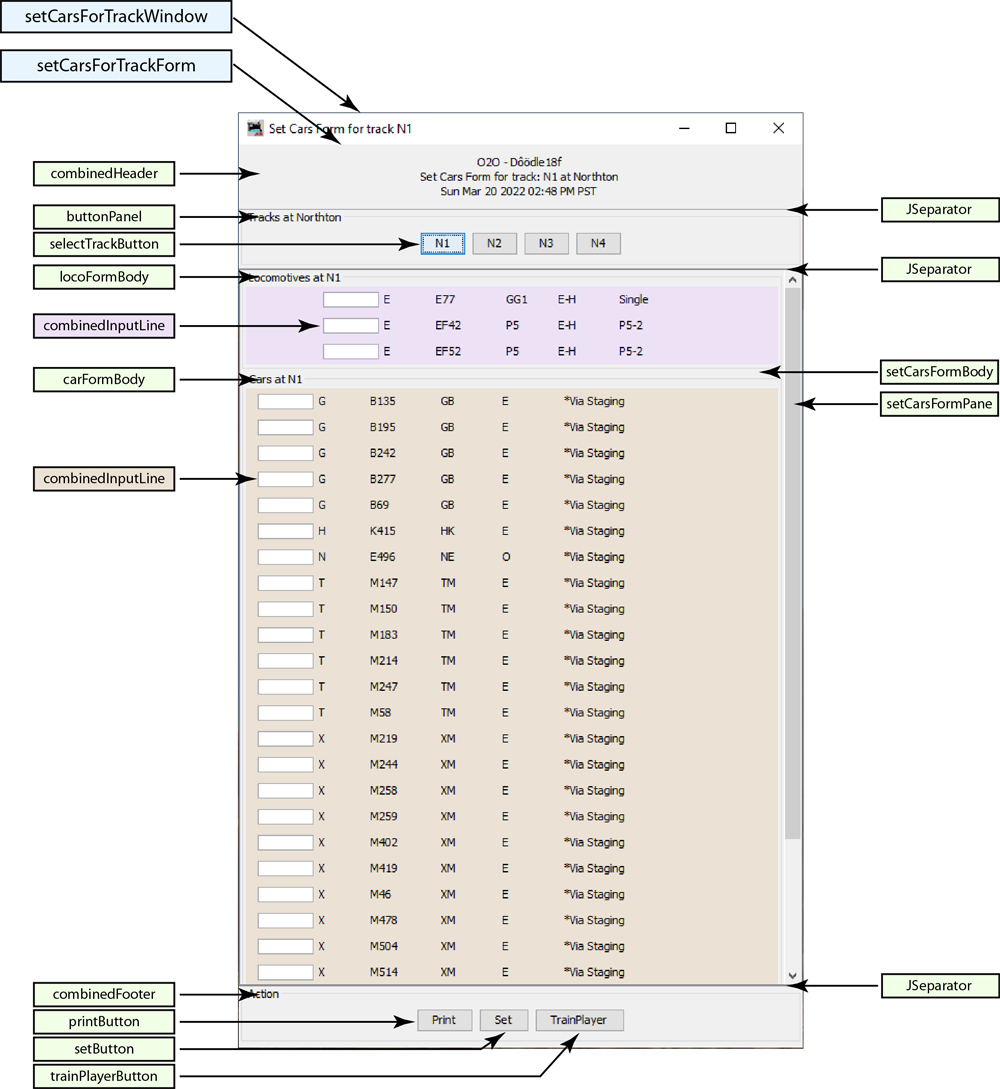 setCarsForTrackWindow
setCarsForTrackForm
Set Cars Form for track N1
combinedHeader
O2O - Dôödle18f
Set Cars Form for track: N1 at Northton
Sun Mar 20 2022 02:48 PM PST
JSeparator
buttonPanel
Tracks at Northton
selectTrackButton
N1 N2 N3 N4
JSeparator
locoFormBody
Locomotives at N1
E E77 GG1 E-H Single
combinedInputLine
E EF42 P5 E-H P5-2
E EF52 P5 E-H P5-2
setCarsFormBody
carFormBody
Cars at N1
setCarsFormPane
G B135 GB E *Via Staging
G B195 GB E *Via Staging
G B242 GB E *Via Staging
combinedInputLine
G B277 GB E *Via Staging
G B69 GB E *Via Staging
H K415 HK E *Via Staging
N E496 NE O *Via Staging
T M147 TM E *Via Staging
T M150 TM E *Via Staging
T M183 TM E *Via Staging
T M214 TM E *Via Staging
T M247 TM E *Via Staging
T M58 TM E *Via Staging
X M219 XM E *Via Staging
X M244 XM E *Via Staging
X M258 XM E *Via Staging
X M259 XM E *Via Staging
X M402 XM E *Via Staging
X M419 XM E *Via Staging
X M46 XM E *Via Staging
X M478 XM E *Via Staging
X M504 XM E *Via Staging
X M514 XM E *Via Staging
JSeparator
combinedFooter
Action
printButton
Print Set TrainPlayer
setButton
trainPlayerButton